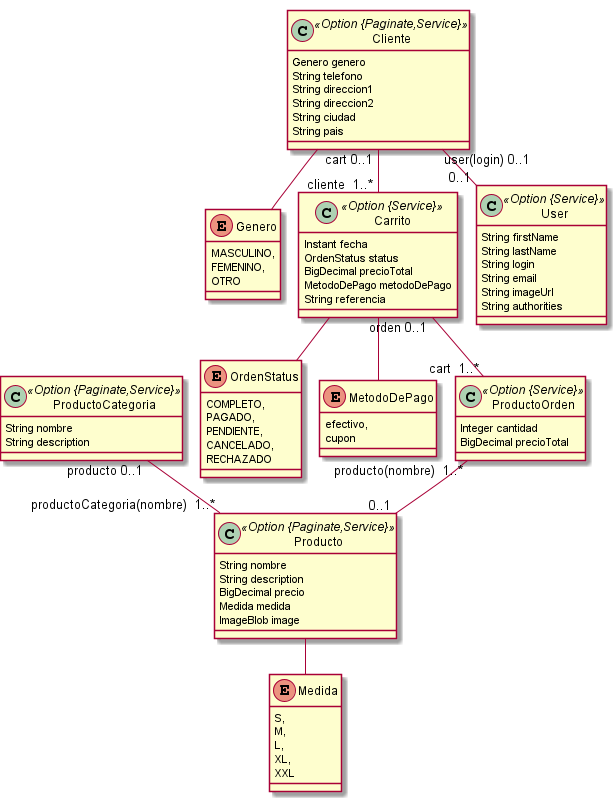 C «Option {Paginate,Service}»
Cliente
Genero genero
String telefono
String direccion1
String direccion2
String ciudad
String pais
cart 0..1
user(login) 0..1
cliente 1..*
0..1
E Genero
MASCULINO,
FEMENINO,
OTRO
C «Option {Service}»
Carrito
Instant fecha
OrdenStatus status
BigDecimal precioTotal
MetodoDePago metodoDePago
String referencia
C «Option {Service}»
User
String firstName
String lastName
String login
String email
String imageUrl
String authorities
orden 0..1
cart 1..*
E OrdenStatus
COMPLETO,
PAGADO,
PENDIENTE,
CANCELADO,
RECHAZADO
E MetodoDePago
efectivo,
cupon
C «Option {Paginate,Service}»
ProductoCategoria
String nombre
String description
C «Option {Service}»
ProductoOrden
Integer cantidad
BigDecimal precioTotal
producto 0..1
producto(nombre) 1..*
productoCategoria(nombre) 1..*
0..1
C «Option {Paginate,Service}»
Producto
String nombre
String description
BigDecimal precio
Medida medida
ImageBlob image
E Medida
S,
M,
L,
XL,
XXL